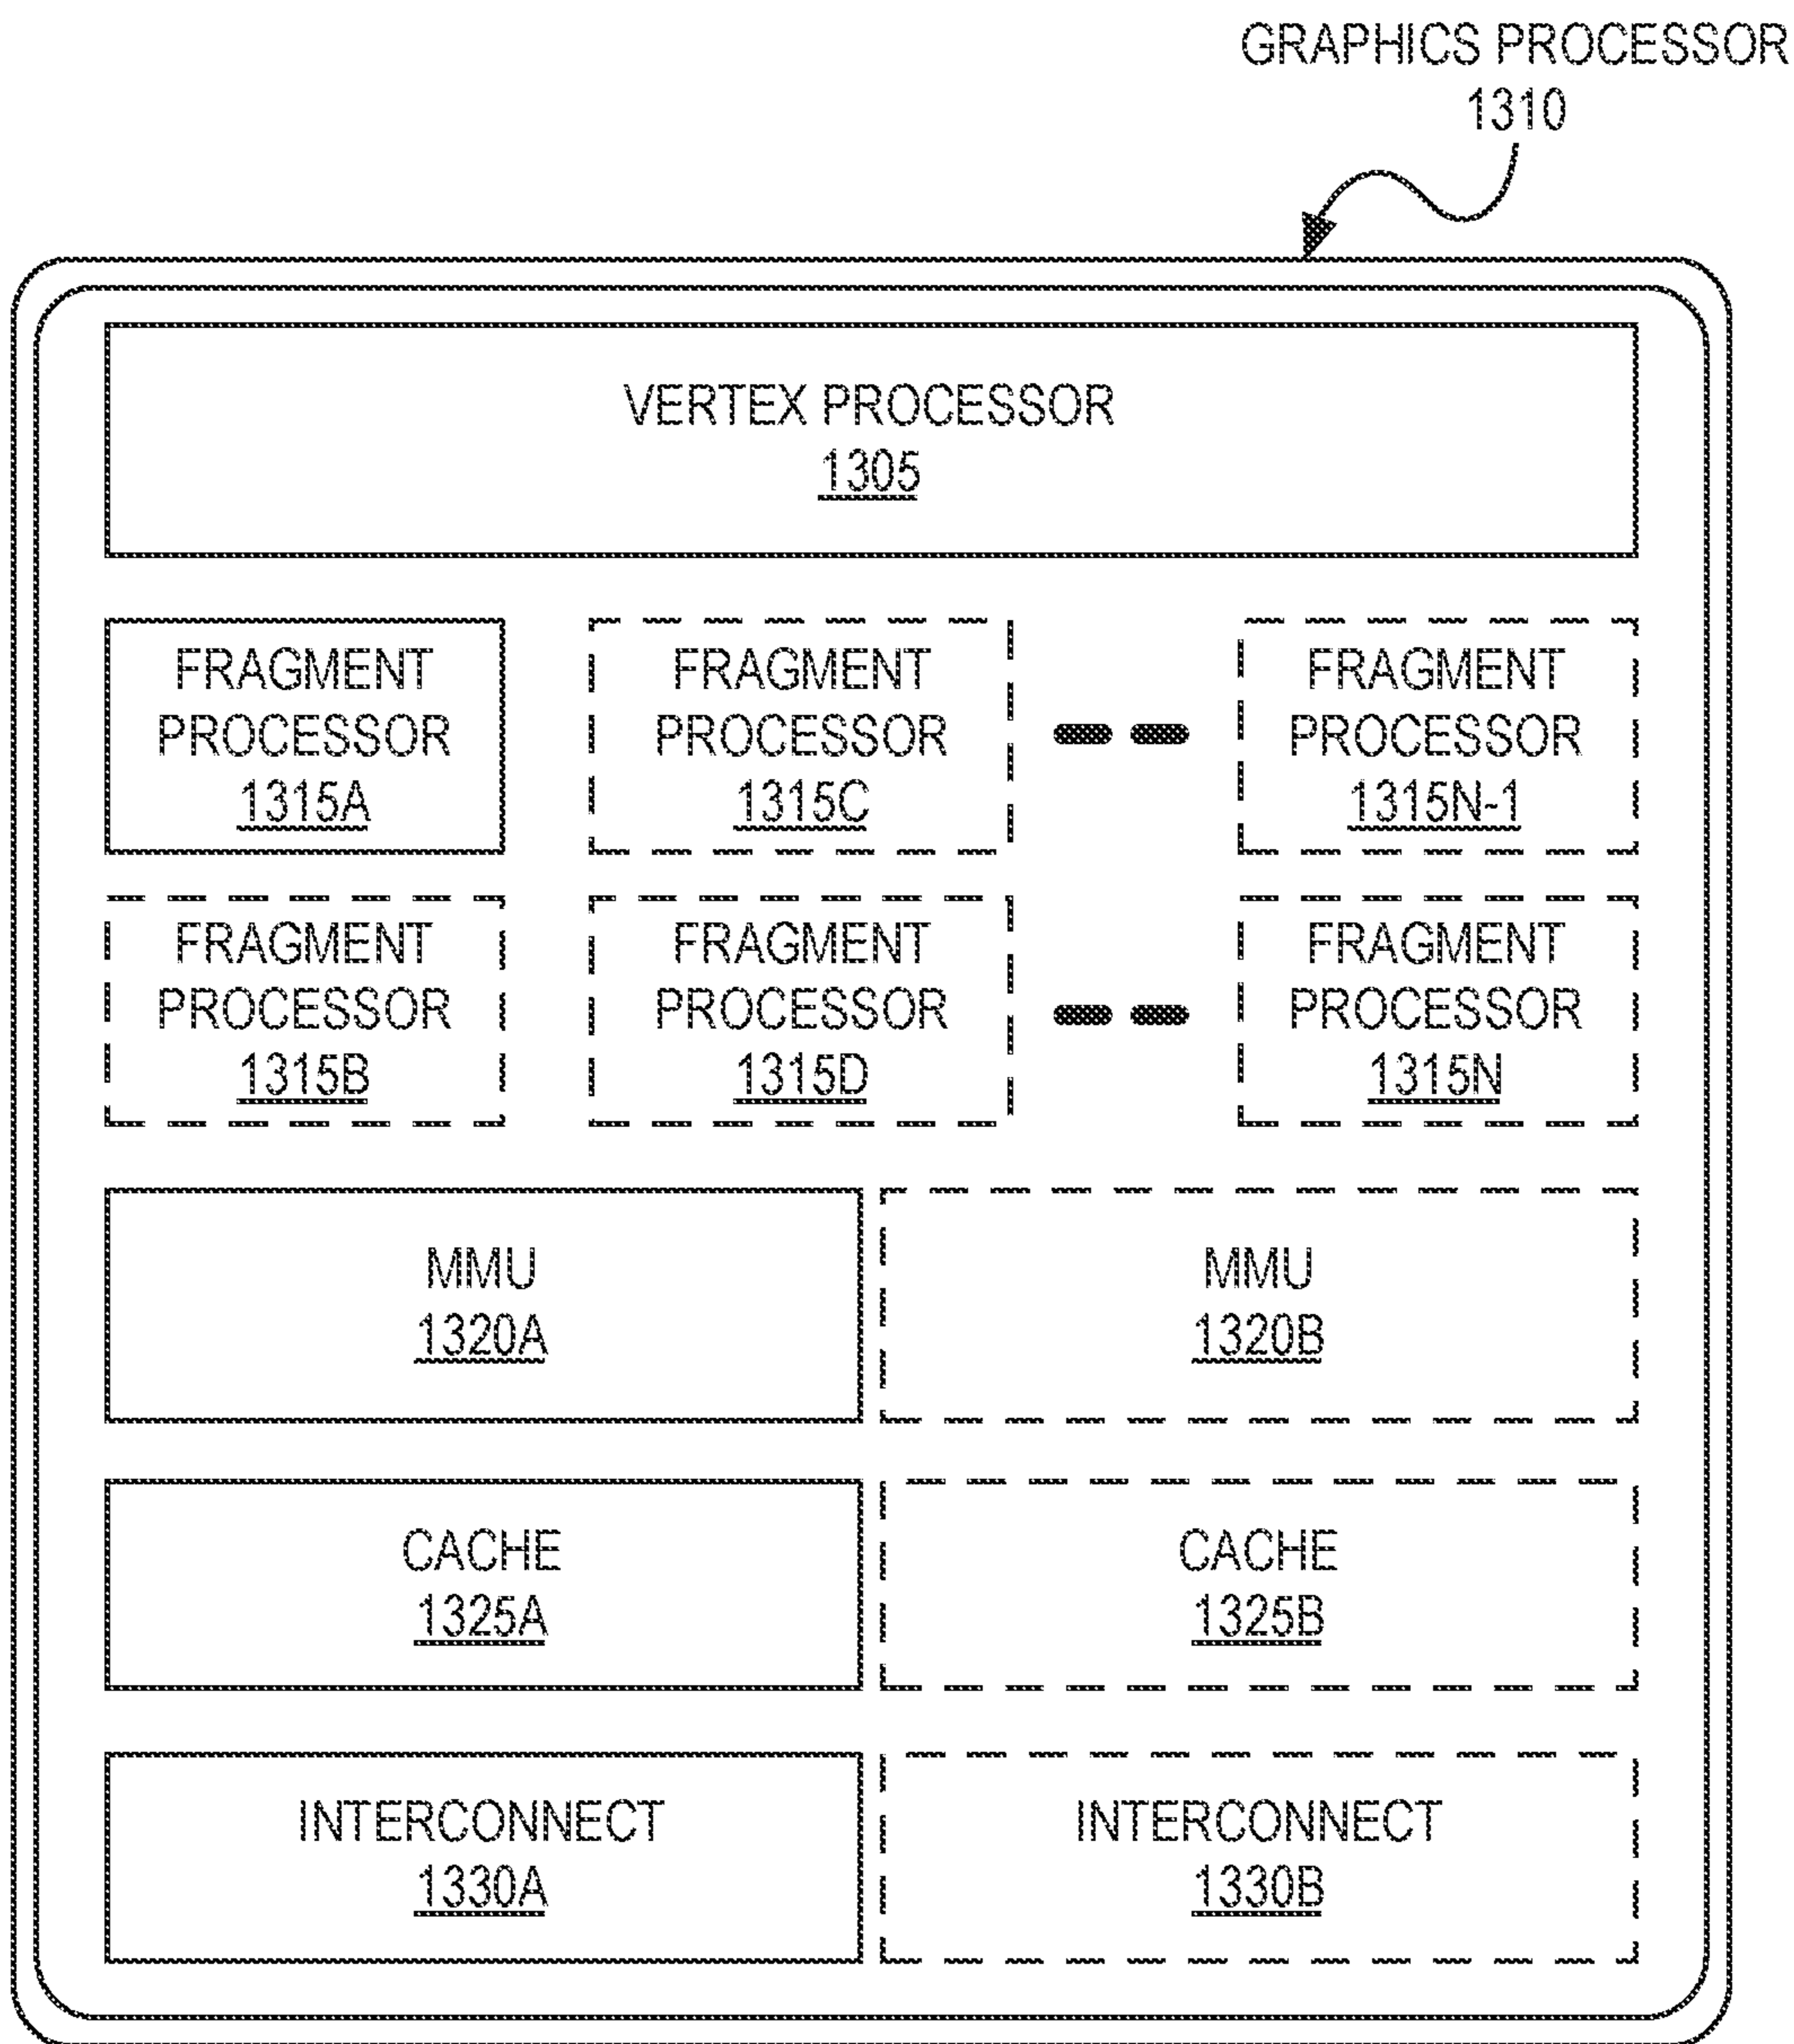 GRAPHICS PROCESSOR
1310
VERTEX PROCESSOR
1305
FRAGMENT
PROCESSOR
1315A
FRAGMENT
PROCESSOR
1315C
FRAGMENT
PROCESSOR
1315N-1
FRAGMENT
PROCESSOR
1315B
FRAGMENT
PROCESSOR
1315D
FRAGMENT
PROCESSOR
1315N
MMU
1320A
MMU
1320B
CACHE
1325A
CACHE
1325B
INTERCONNECT
1330A
INTERCONNECT
1330B